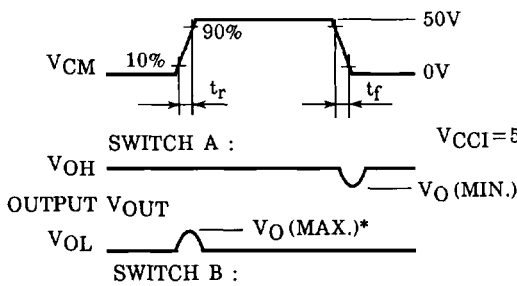 50V
90%
VCM 10% 0V
tr tf
SWITCH A : VCCI=5
VOH
VO(MIN.)
OUTPUT VOUT
VO(MAX.)*
VOL
SWITCH B :